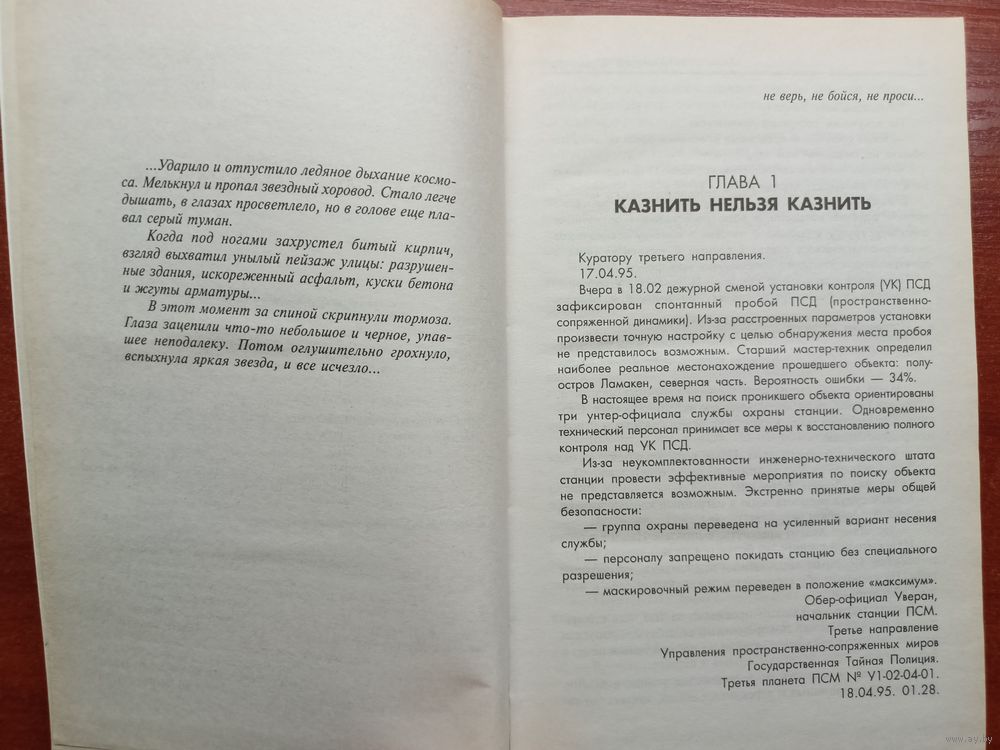 ...Ударило и отпустило ледяное дыхание космо-
са. Мелькнул и пропал звездный хоровод. Стало легче
дышать, в глазах просветлело, но в голове еще пла-
вал серый туман.
Когда под ногами захрустел битый кирпич,
взгляд выхватил унылый пейзаж улицы: разрушен-
ные здания, искореженный асфальт, куски бетона
и жгуты арматуры...
В этот момент за спиной скрипнули тормоза.
Глаза зацепили что-то небольшое и черное, упав-
шее неподалеку. Потом оглушительно грохнуло,
вспыхнула яркая звезда, и все исчезло...
не верь, не бойся, не проси...
ГЛАВА 1
КАЗНИТЬ НЕЛЬЗЯ КАЗНИТЬ
Куратору третьего направления.
17.04.95.
Вчера в 18.02 дежурной сменой установки контроля (УК) ПСД
зафиксирован спонтанный пробой ПСД (пространственно-
сопряженной динамики). Из-за расстроенных параметров установки
произвести точную настройку с целью обнаружения места пробоя
не представилось возможным. Старший мастер-техник определил
наиболее реальное местонахождение прошедшего объекта: полу-
остров Ламакен, северная часть. Вероятность ошибки — 34%.
В настоящее время на поиск проникшего объекта ориентированы
три унтер-официала службы охраны станции. Одновременно
технический персонал принимает все меры к восстановлению полного
контроля над УК ПСД.
Из-за неукомплектованности инженерно-технического штата
станции провести эффективные мероприятия по поиску объекта
не представляется возможным. Экстренно принятые меры общей
безопасности:
— группа охраны переведена на усиленный вариант несения
службы;
— персоналу запрещено покидать станцию без специального
разрешения;
— маскировочный режим переведен в положение «максимум».
Обер-официал Уверан,
начальник станции ПСМ.
Третье направление
Управления пространственно-сопряженных миров
Государственная Тайная Полиция.
Третья планета ПСМ № У1-02-04-01.
18.04.95. 01.28.
www.ay.by